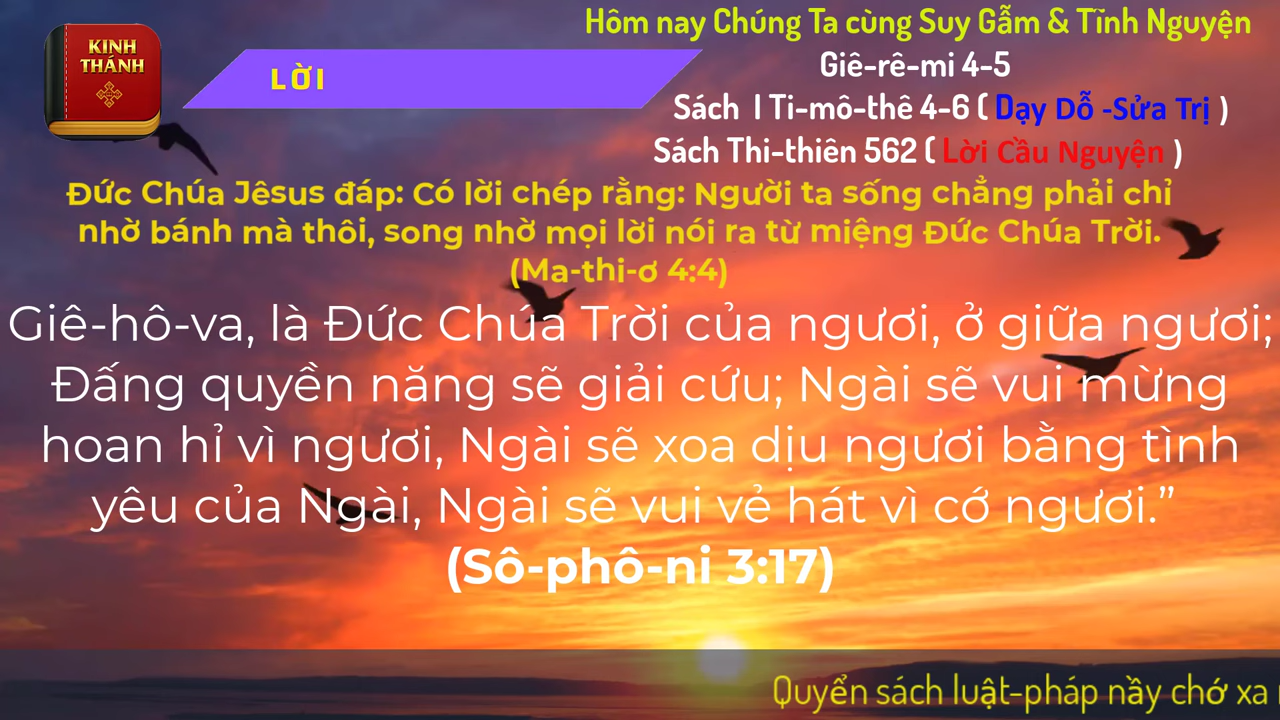 KINH
THÁNH
LỜI
Hôm nay Chúng Ta cùng Suy Gẫm & Tĩnh Nguyện
Giê-rê-mi 4-5
Sách I Ti-mô-thê 4-6 ( Dạy Dỗ -Sửa Trị )
Sách Thi-thiên 562 ( Lời Cầu Nguyện )
Đức Chúa Jêsus đáp: Có lời chép rằng: Người ta sống chẳng phải chỉ
nhờ bánh mà thôi, song nhờ mọi lời nói ra từ miệng Đức Chúa Trời.
(Ma-thi-ơ 4:4)
Giê-hô-va, là Đức Chúa Trời của ngươi, ở giữa ngươi;
Đấng quyền năng sẽ giải cứu; Ngài sẽ vui mừng
hoan hỉ vì ngươi, Ngài sẽ xoa dịu ngươi bằng tình
yêu của Ngài, Ngài sẽ vui vẻ hát vì cớ ngươi.”
(Sô-phô-ni 3:17)
Quyển sách luật-pháp nầy chớ xa